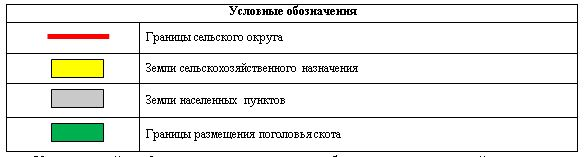 Условные обозначения
Границы сельского округа
Земли сельскохозяйственного назначения
Земли населенных пунктов
Границы размещения поголовья скота